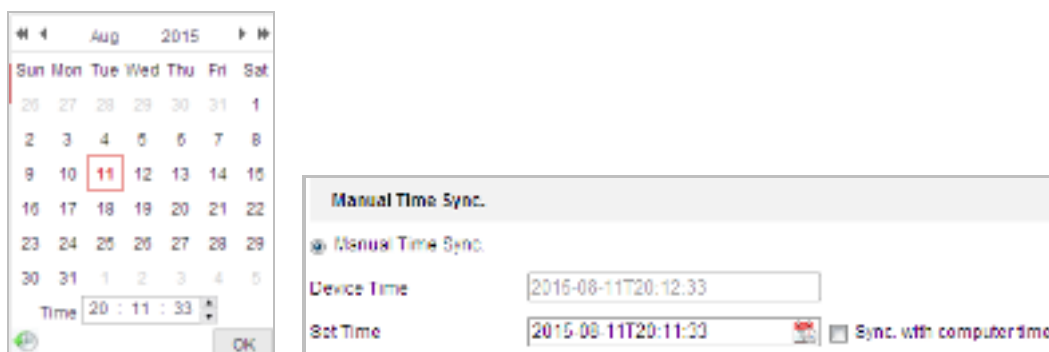 Aug 2015
Sun Mon Tue Wed Thu Fri Sat
26 27 28 29 30 31 1
2 3 4 5 6 7 8
9 10 11 12 13 14 15
16 17 18 19 20 21 22
23 24 25 26 27 28 29
30 31 1 2 3 4 5
Time 20 : 11 : 33
OK
Manual Time Sync.
Manual Time Sync.
Device Time 2015-08-11T20:12:33
Set Time 2015-08-11T20:11:33 Sync. with computer time